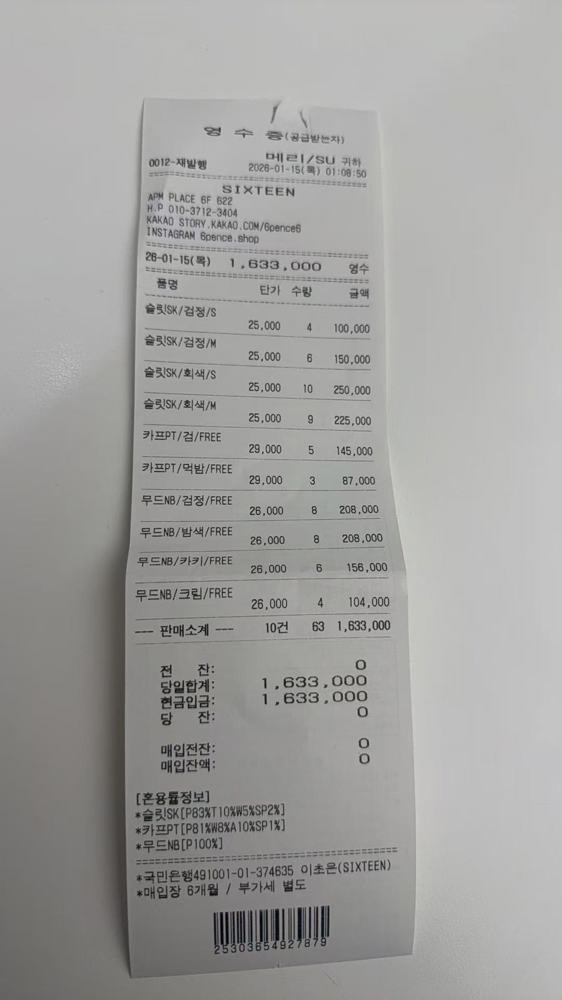 영 수 증(공급받는자)
메리/SU 귀하
0012-재발행 2026-01-15(목) 01:08:50
SIXTEEN
APM PLACE 6F 622
H.P 010-3712-3404
KAKAO STORY.KAKAO.COM/6pence6
INSTAGRAM 6pence.shop
26-01-15(목) 1,633,000 영수
품명 단가 수량 금액
슬릿SK/검정/S
25,000 4 100,000
슬릿SK/검정/M
25,000 6 150,000
슬릿SK/회색/S
25,000 10 250,000
슬릿SK/회색/M
25,000 9 225,000
카프PT/검/FREE
29,000 5 145,000
카프PT/먹밤/FREE
29,000 3 87,000
무드NB/검정/FREE
26,000 8 208,000
무드NB/밤색/FREE
26,000 8 208,000
무드NB/카키/FREE
26,000 6 156,000
무드NB/크림/FREE
26,000 4 104,000
--- 판매소계 --- 10건 63 1,633,000
전 잔: 0
당일합계: 1,633,000
현금입금: 1,633,000
당 잔: 0
매입전잔: 0
매입잔액: 0
[혼용률정보]
*슬릿SK[P83%T10%W5%SP2%]
*카프PT[P81%W8%A10%SP1%]
*무드NB[P100%]
*국민은행491001-01-374635 이초은(SIXTEEN)
*매입장 6개월 / 부가세 별도
25303654927879